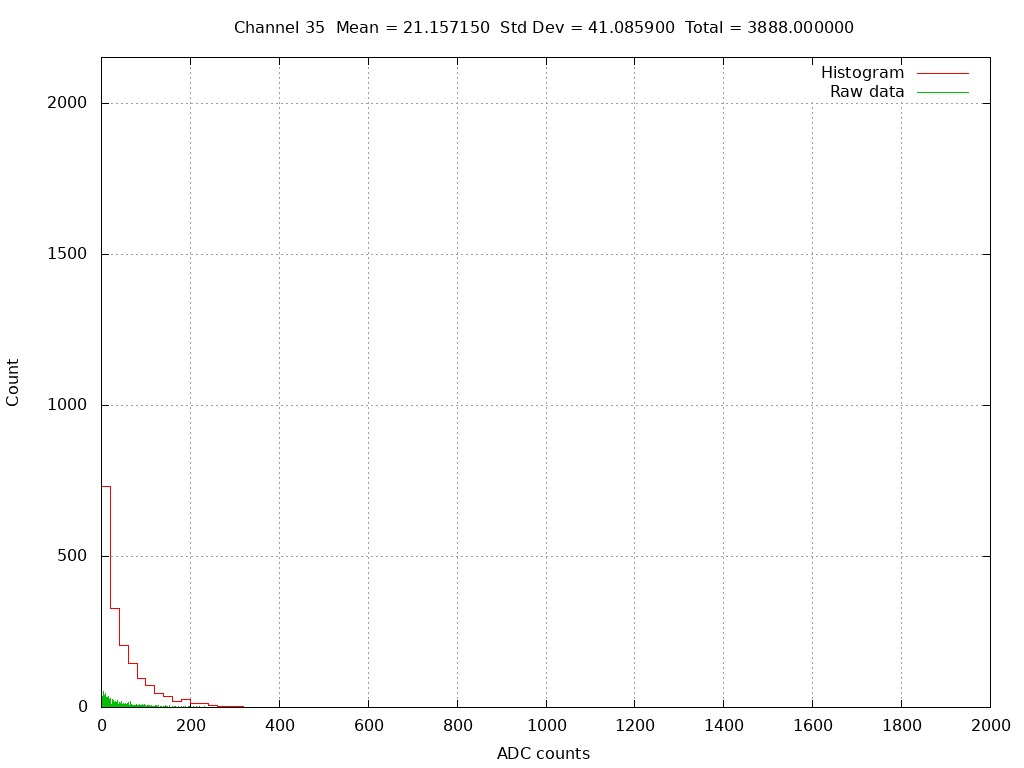 Channel 35  Mean = 21.157150  Std Dev = 41.085900  Total = 3888.000000
Histogram
Raw data
2000
1500
1000
500
0
Count
0 200 400 600 800 1000 1200 1400 1600 1800 2000
ADC counts